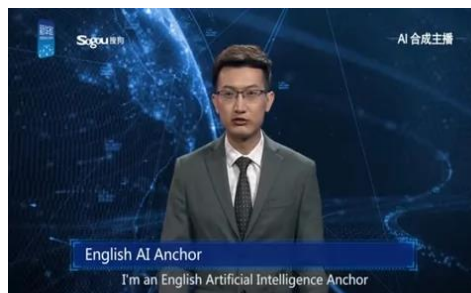 Sogou 搜狗
AI 合成主播
English AI Anchor
I'm an English Artificial Intelligence Anchor